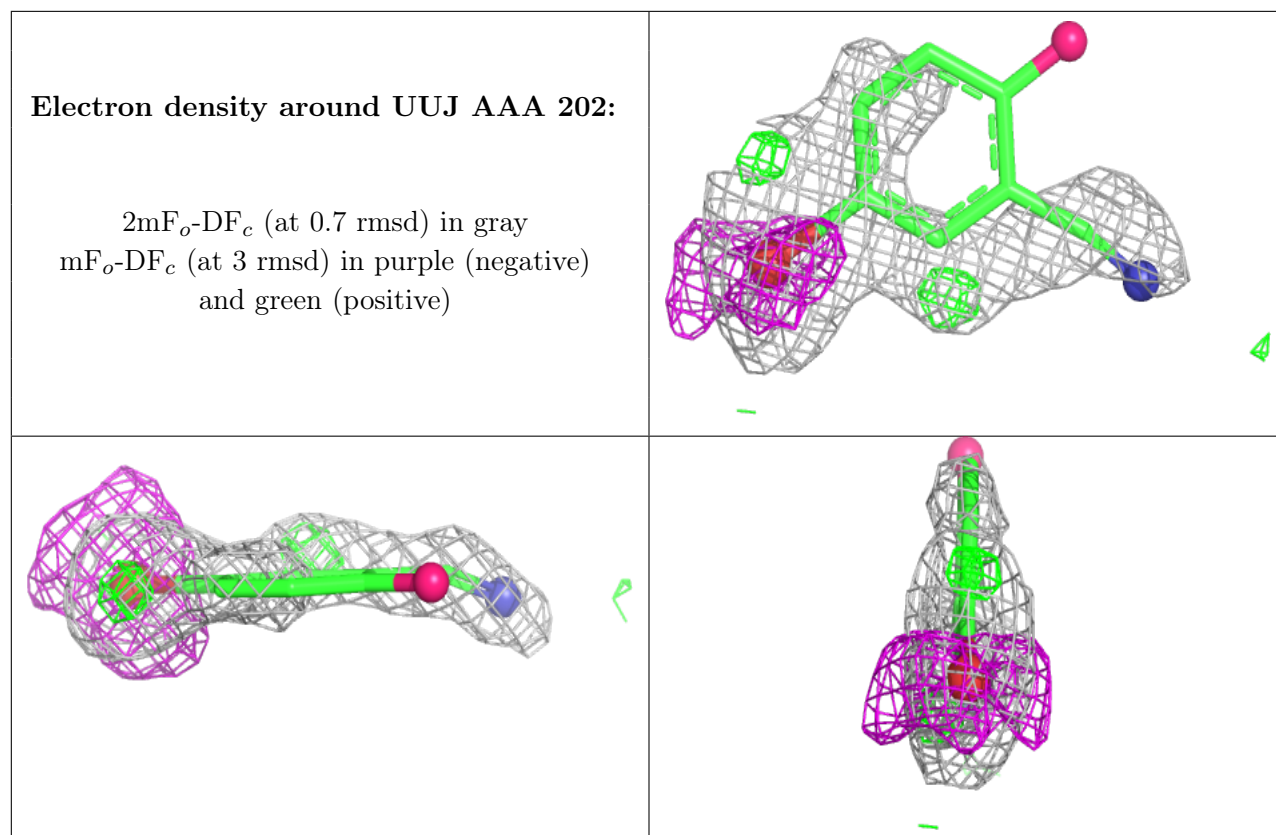 Electron density around UUJ AAA 202:
2mFo-DFc (at 0.7 rmsd) in gray
mFo-DFc (at 3 rmsd) in purple (negative)
and green (positive)